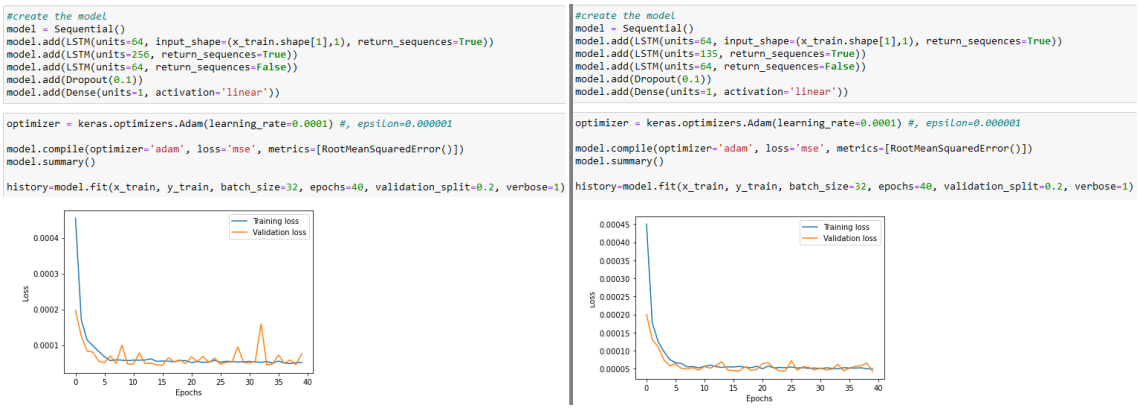 #create the model
model = Sequential()
model.add(LSTM(units=64, input_shape=(x_train.shape[1],1), return_sequences=True))
model.add(LSTM(units=256, return_sequences=True))
model.add(LSTM(units=64, return_sequences=False))
model.add(Dropout(0.1))
model.add(Dense(units=1, activation='linear'))
optimizer = keras.optimizers.Adam(learning_rate=0.0001) #, epsilon=0.000001
model.compile(optimizer='adam', loss='mse', metrics=[RootMeanSquaredError()])
model.summary()
history=model.fit(x_train, y_train, batch_size=32, epochs=40, validation_split=0.2, verbose=1)
Training loss
Validation loss
0.0004
0.0003
0.0002
0.0001
Loss
0 5 10 15 20 25 30 35 40
Epochs
#create the model
model = Sequential()
model.add(LSTM(units=64, input_shape=(x_train.shape[1],1), return_sequences=True))
model.add(LSTM(units=135, return_sequences=True))
model.add(LSTM(units=64, return_sequences=False))
model.add(Dropout(0.1))
model.add(Dense(units=1, activation='linear'))
optimizer = keras.optimizers.Adam(learning_rate=0.0001) #, epsilon=0.000001
model.compile(optimizer='adam', loss='mse', metrics=[RootMeanSquaredError()])
model.summary()
history=model.fit(x_train, y_train, batch_size=32, epochs=40, validation_split=0.2, verbose=1)
Training loss
Validation loss
0.00045
0.00040
0.00035
0.00030
0.00025
0.00020
0.00015
0.00010
0.00005
Loss
0 5 10 15 20 25 30 35 40
Epochs